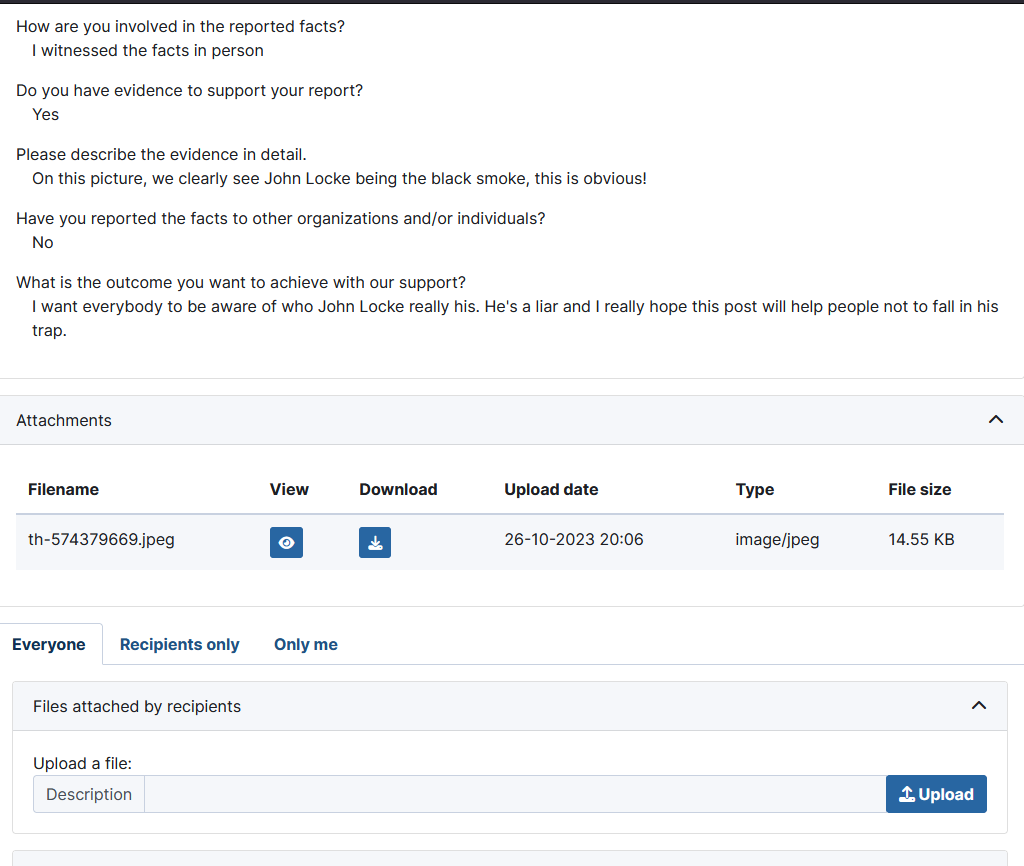 How are you involved in the reported facts?
I witnessed the facts in person
Do you have evidence to support your report?
Yes
Please describe the evidence in detail.
On this picture, we clearly see John Locke being the black smoke, this is obvious!
Have you reported the facts to other organizations and/or individuals?
No
What is the outcome you want to achieve with our support?
I want everybody to be aware of who John Locke really his. He's a liar and I really hope this post will help people not to fall in his
trap.
Attachments
Filename View Download Upload date Type File size
th-574379669.jpeg 26-10-2023 20:06 image/jpeg 14.55 KB
Everyone Recipients only Only me
Files attached by recipients
Upload a file:
Description Upload